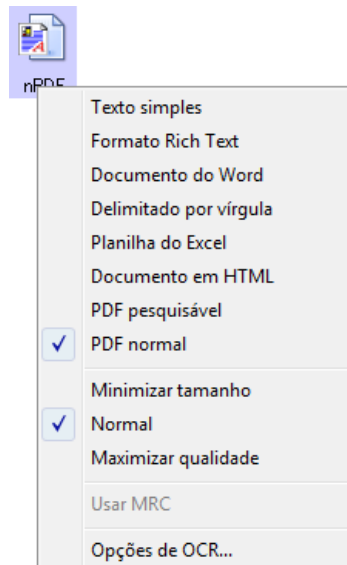 nPDF
Texto simples
Formato Rich Text
Documento do Word
Delimitado por vírgula
Planilha do Excel
Documento em HTML
PDF pesquisável
PDF normal
Minimizar tamanho
Normal
Maximizar qualidade
Usar MRC
Opções de OCR...